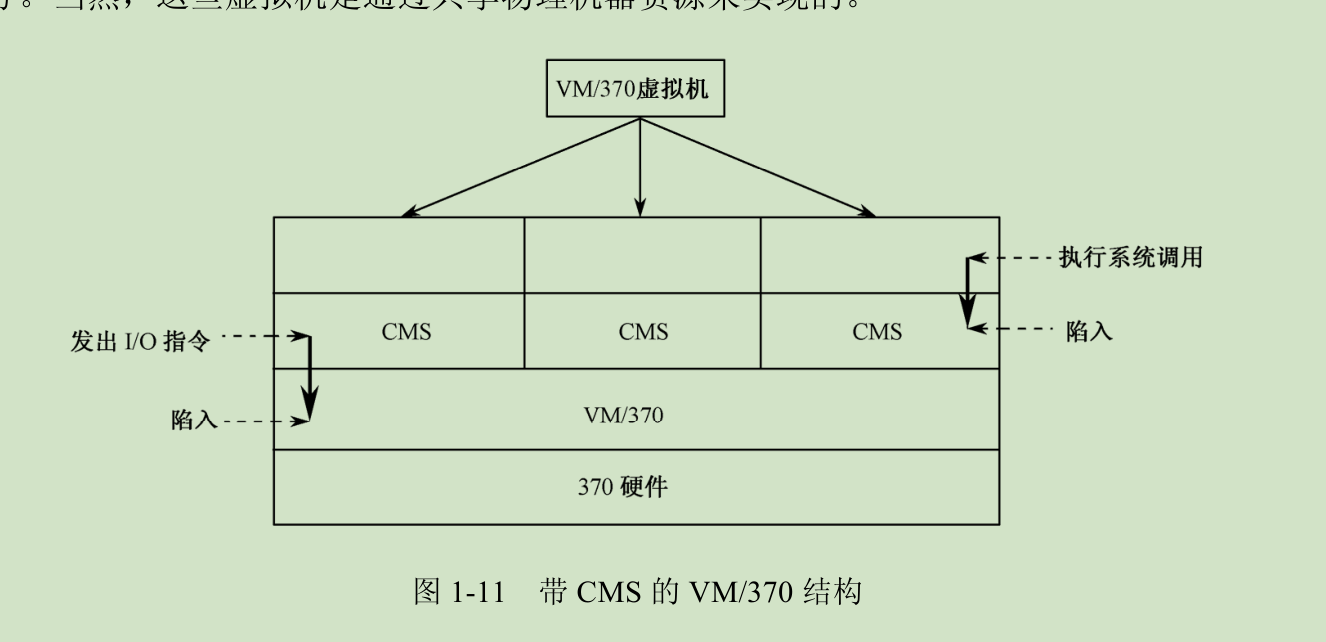 当然，这些虚拟机是通过共享物理机器资源来实现的。
VM/370虚拟机
执行系统调用
发出 I/O 指令
CMS
CMS
CMS
陷入
陷入
VM/370
370 硬件
图 1-11 带 CMS 的 VM/370 结构